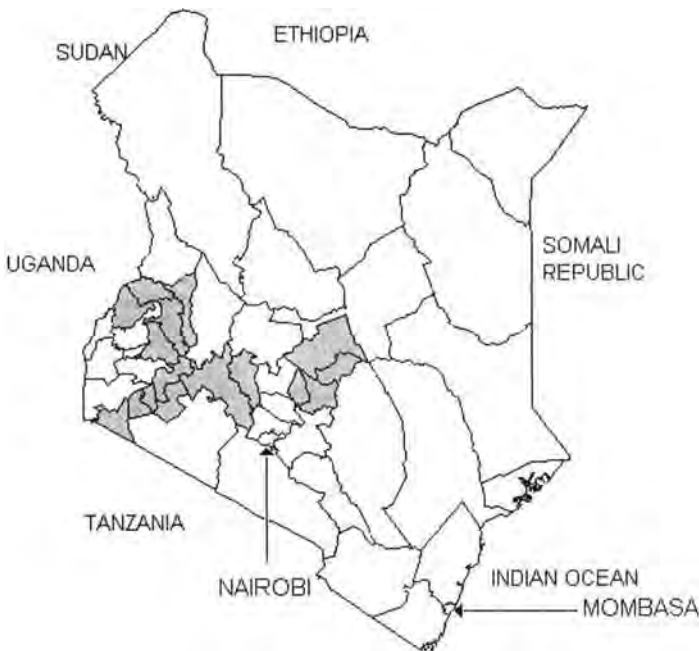 ETHIOPIA
SUDAN
UGANDA
SOMALI
REPUBLIC
TANZANIA
NAIROBI
INDIAN OCEAN
MOMBASA